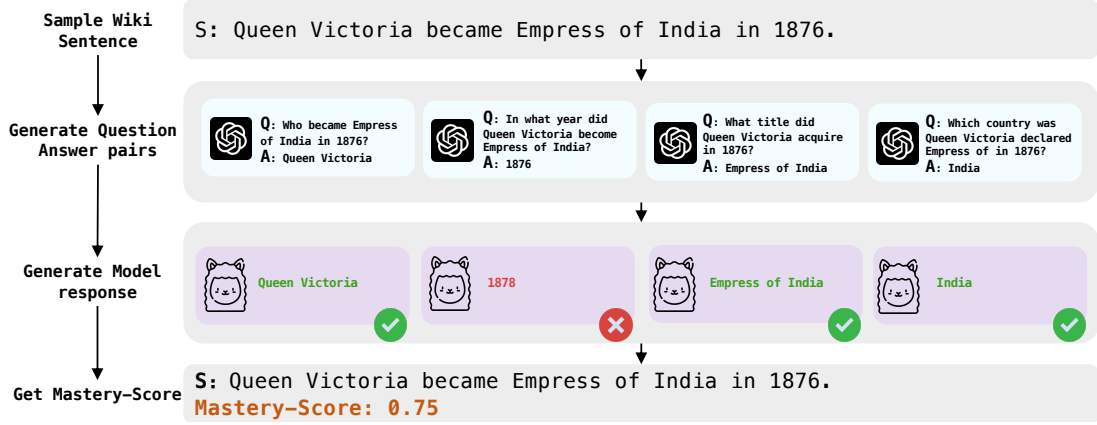 Sample Wiki
Sentence
S: Queen Victoria became Empress of India in 1876.
Generate Question
Answer pairs
Q: Who became Empress
of India in 1876?
A: Queen Victoria
Q: In what year did
Queen Victoria become
Empress of India?
A: 1876
Q: What title did
Queen Victoria acquire
in 1876?
A: Empress of India
Q: Which country was
Queen Victoria declared
Empress of in 1876?
A: India
Generate Model
response
Queen Victoria
1878
Empress of India
India
Get Mastery-Score
S: Queen Victoria became Empress of India in 1876.
Mastery-Score: 0.75